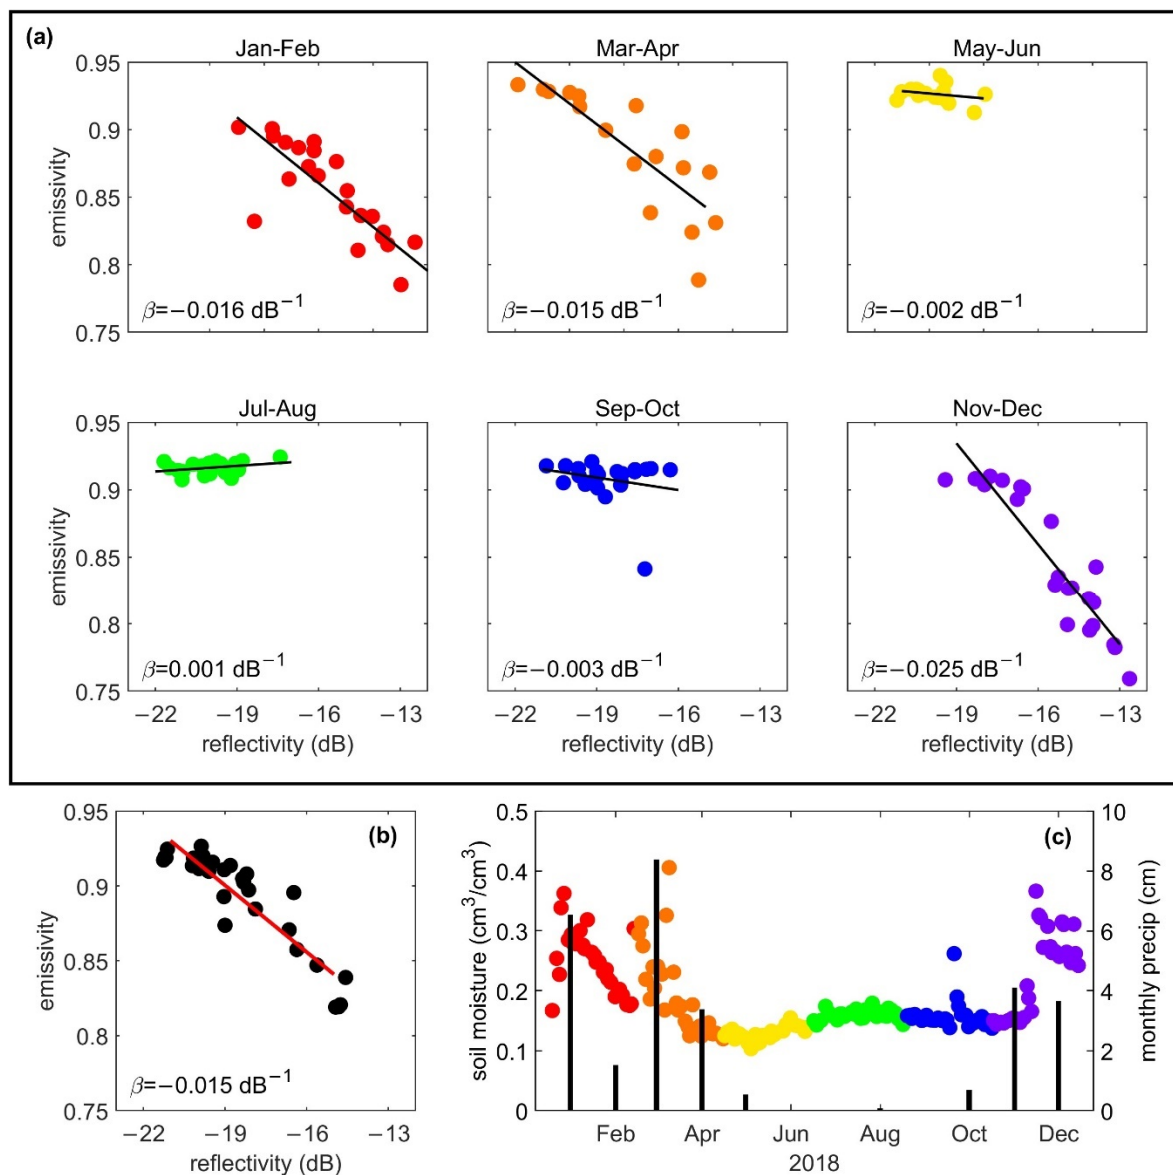 (a)
Jan-Feb
Mar-Apr
May-Jun
0.95
0.9
0.85
0.8
0.75
emissivity
β=−0.016 dB−1
β=−0.015 dB−1
β=−0.002 dB−1
Jul-Aug
Sep-Oct
Nov-Dec
0.95
0.9
0.85
0.8
0.75
emissivity
β=0.001 dB−1
β=−0.003 dB−1
β=−0.025 dB−1
−22 −19 −16 −13
−22 −19 −16 −13
−22 −19 −16 −13
reflectivity (dB)
reflectivity (dB)
reflectivity (dB)
(b)
0.95
0.9
0.85
0.8
0.75
emissivity
β=−0.015 dB−1
−22 −19 −16 −13
reflectivity (dB)
(c)
0.5
0.4
0.3
0.2
0.1
0
soil moisture (cm3/cm3)
10
8
6
4
2
0
monthly precip (cm)
Feb Apr Jun Aug Oct Dec
2018